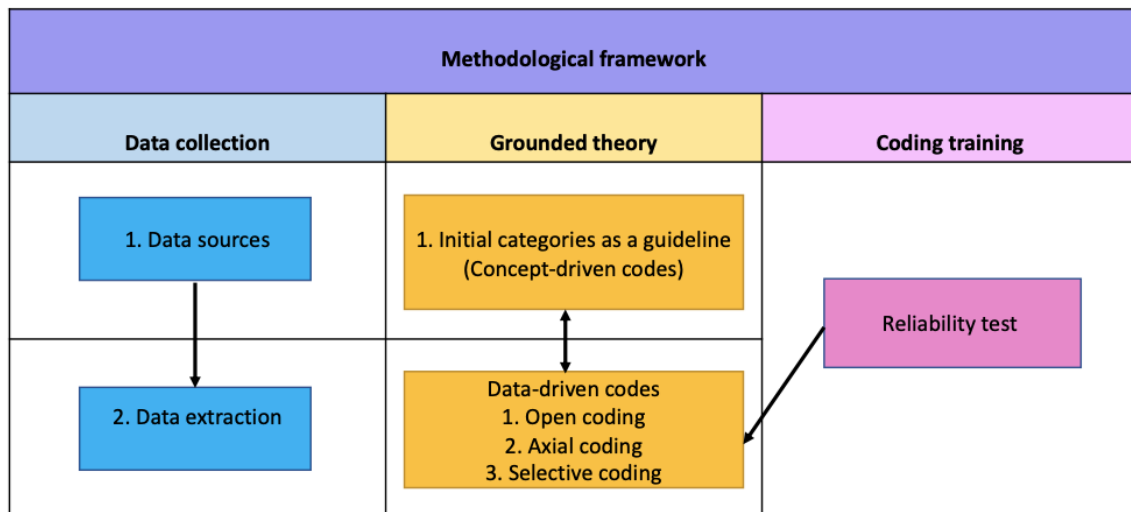 Methodological framework
Data collection
Grounded theory
Coding training
1. Data sources
2. Data extraction
1. Initial categories as a guideline
(Concept-driven codes)
Data-driven codes
1. Open coding
2. Axial coding
3. Selective coding
Reliability test